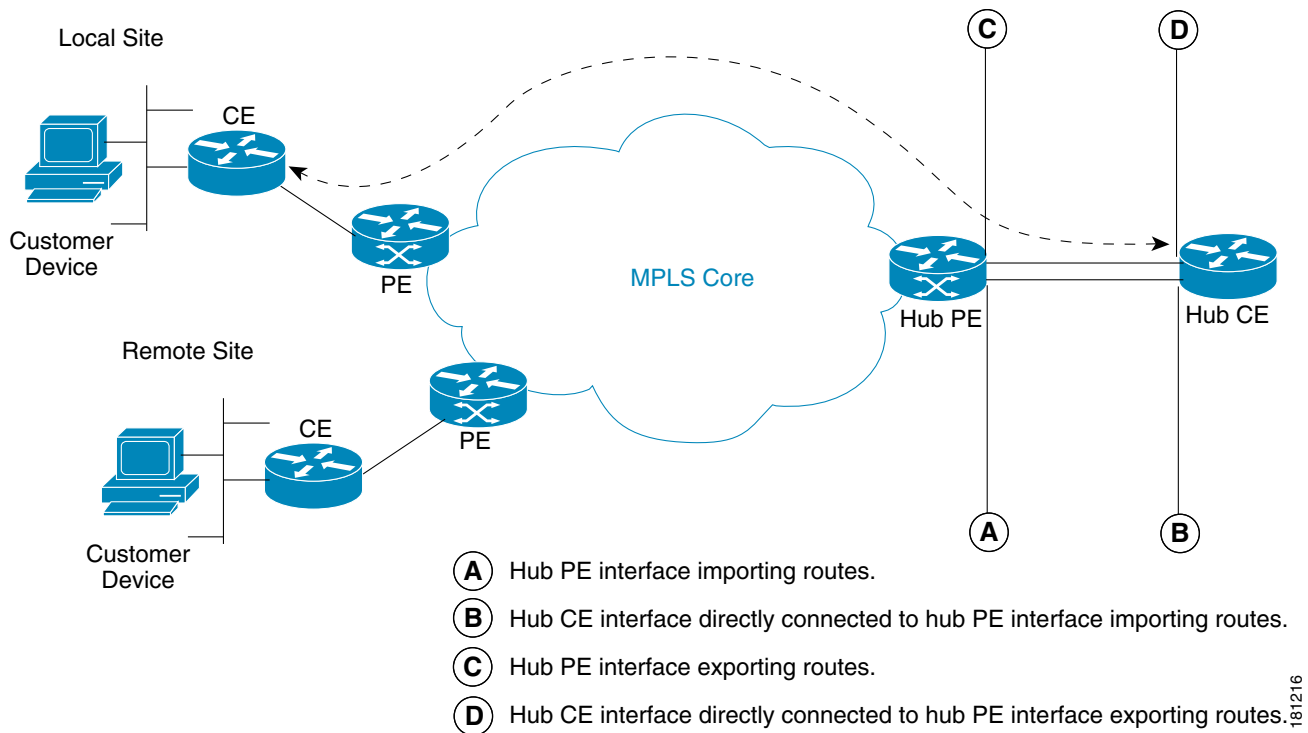 C
D
Local Site
CE
Customer
Device
PE
MPLS Core
Hub PE
Hub CE
Remote Site
CE
PE
Customer
Device
A
B
A Hub PE interface importing routes.
B Hub CE interface directly connected to hub PE interface importing routes.
C Hub PE interface exporting routes.
D Hub CE interface directly connected to hub PE interface exporting routes.
181216